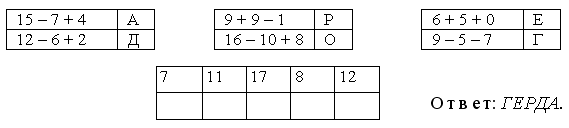 15 – 7 + 4 А 9 + 9 – 1 Р 6 + 5 + 0 Е
12 – 6 + 2 Д 16 – 10 + 8 О 9 – 5 – 7 Г
7 11 17 8 12
Ответ: ГЕРДА.